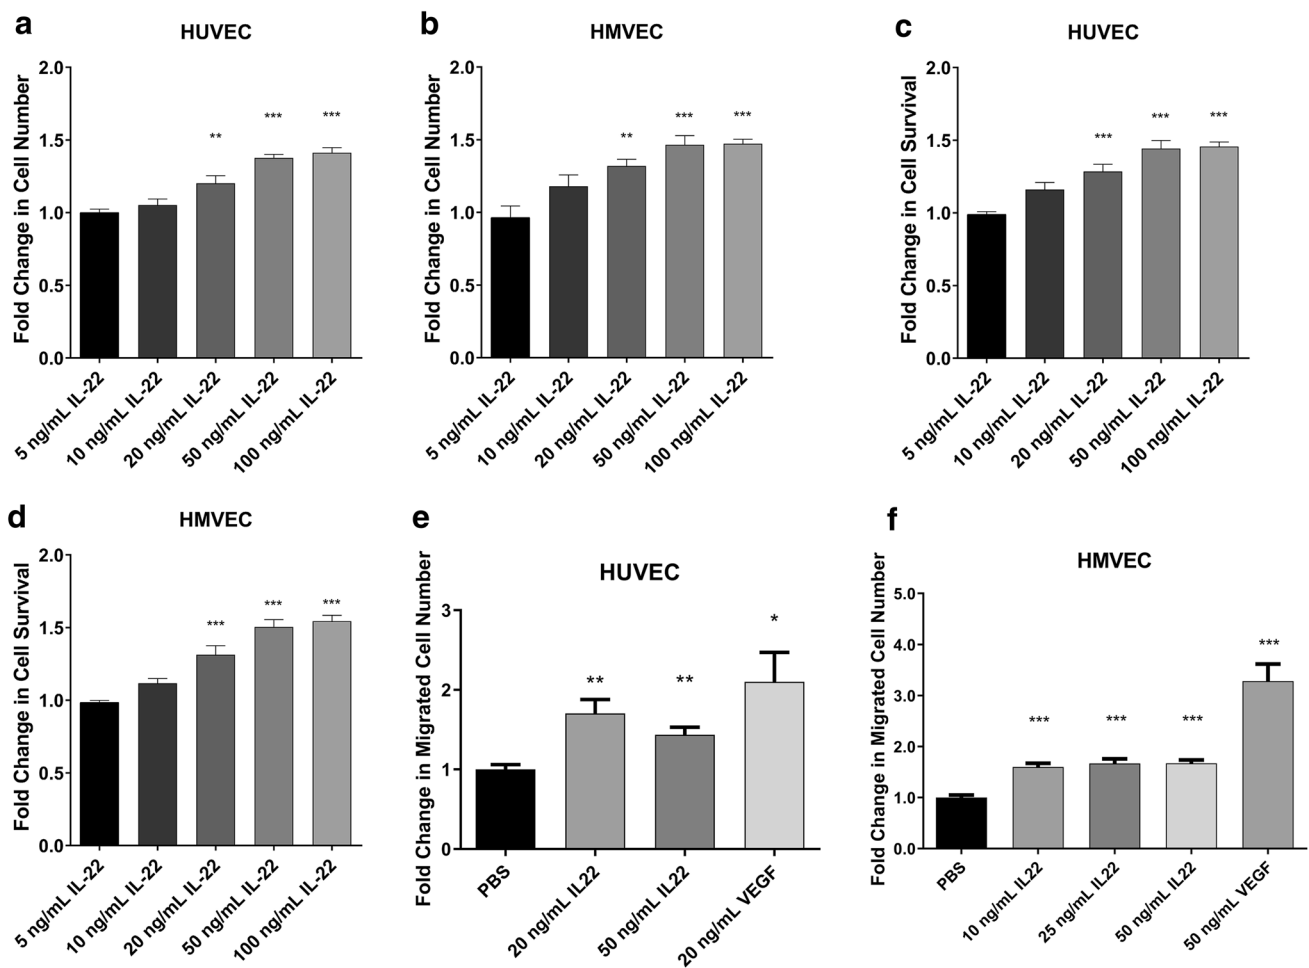 a
HUVEC
Fold Change in Cell Number
2.0
1.5
1.0
0.5
0.0
**
***
***
5 ng/mL IL-22
10 ng/mL IL-22
20 ng/mL IL-22
50 ng/mL IL-22
100 ng/mL IL-22
b
HMVEC
Fold Change in Cell Number
2.0
1.5
1.0
0.5
0.0
**
***
***
5 ng/mL IL-22
10 ng/mL IL-22
20 ng/mL IL-22
50 ng/mL IL-22
100 ng/mL IL-22
c
HUVEC
Fold Change in Cell Survival
2.0
1.5
1.0
0.5
0.0
***
***
***
5 ng/mL IL-22
10 ng/mL IL-22
20 ng/mL IL-22
50 ng/mL IL-22
100 ng/mL IL-22
d
HMVEC
Fold Change in Cell Survival
2.0
1.5
1.0
0.5
0.0
***
***
***
5 ng/mL IL-22
10 ng/mL IL-22
20 ng/mL IL-22
50 ng/mL IL-22
100 ng/mL IL-22
e
HUVEC
Fold Change in Migrated Cell Number
3
2
1
0
**
**
*
PBS
20 ng/mL IL22
50 ng/mL IL22
20 ng/mL VEGF
f
HMVEC
Fold Change in Migrated Cell Number
5.0
4.0
3.0
2.0
1.0
0.0
***
***
***
***
PBS
10 ng/mL IL22
25 ng/mL IL22
50 ng/mL IL22
50 ng/mL VEGF